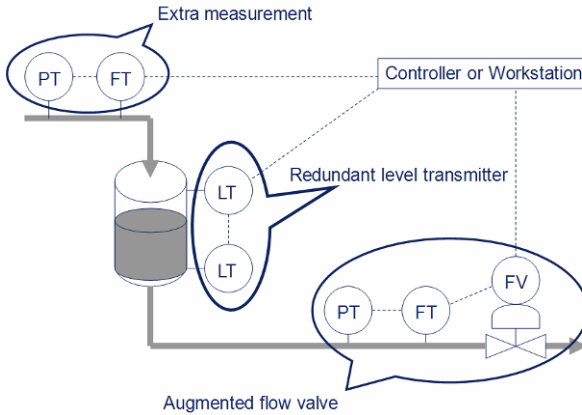 Extra measurement
PT
FT
Controller or Workstation
LT
Redundant level transmitter
LT
FV
PT
FT
Augmented flow valve